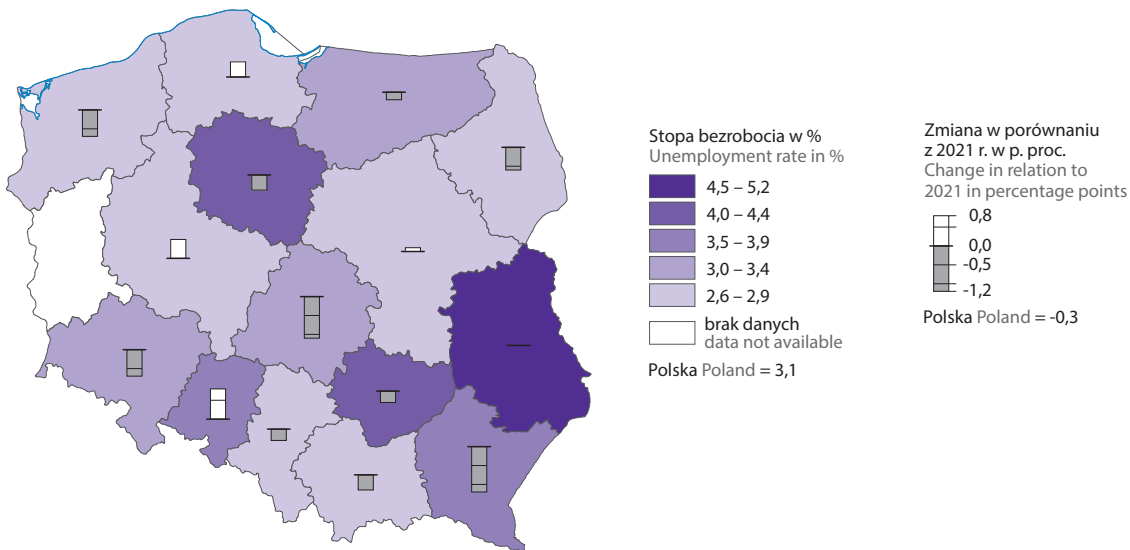 Stopa bezrobocia w %
Unemployment rate in %
4,5 – 5,2
4,0 – 4,4
3,5 – 3,9
3,0 – 3,4
2,6 – 2,9
brak danych
data not available
Polska Poland = 3,1
Zmiana w porównaniu
z 2021 r. w p. proc.
Change in relation to
2021 in percentage points
0,8
0,0
-0,5
-1,2
Polska Poland = -0,3